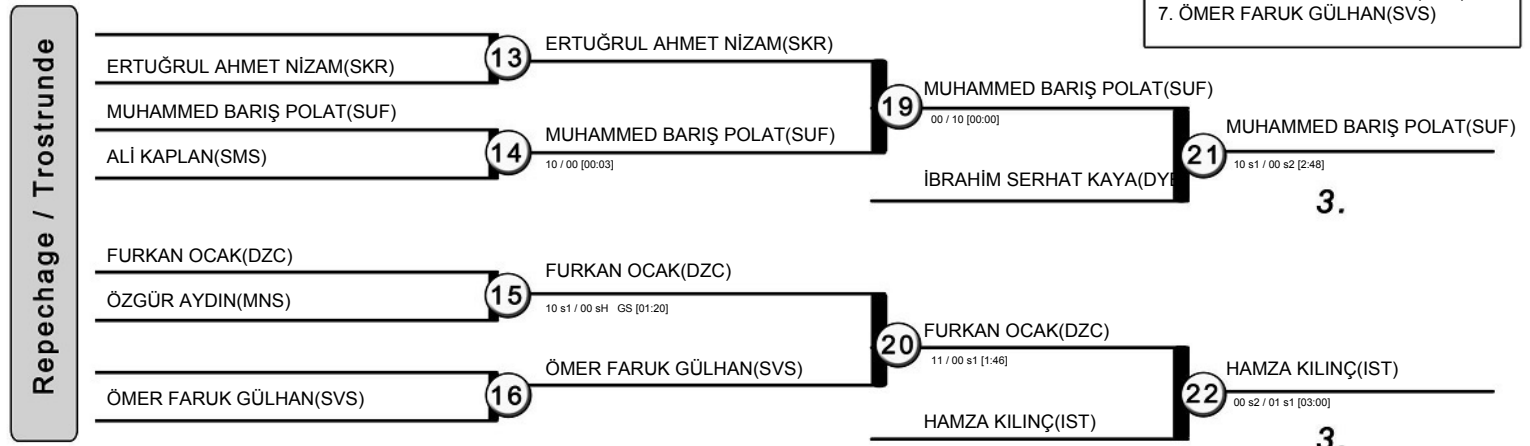 7. ÖMER FARUK GÜLHAN(SVS)
Repechage / Trostrunde
ERTUĞRUL AHMET NİZAM(SKR)
13
ERTUĞRUL AHMET NİZAM(SKR)
MUHAMMED BARIŞ POLAT(SUF)
ALİ KAPLAN(SMS)
14
MUHAMMED BARIŞ POLAT(SUF)
10 / 00 [00:03]
19
MUHAMMED BARIŞ POLAT(SUF)
00 / 10 [00:00]
İBRAHİM SERHAT KAYA(DYB
21
MUHAMMED BARIŞ POLAT(SUF)
10 s1 / 00 s2 [2:48]
3.
FURKAN OCAK(DZC)
ÖZGÜR AYDIN(MNS)
15
FURKAN OCAK(DZC)
10 s1 / 00 sH GS [01:20]
ÖMER FARUK GÜLHAN(SVS)
16
ÖMER FARUK GÜLHAN(SVS)
20
FURKAN OCAK(DZC)
11 / 00 s1 [1:46]
HAMZA KILINÇ(IST)
22
HAMZA KILINÇ(IST)
00 s2 / 01 s1 [03:00]
3.